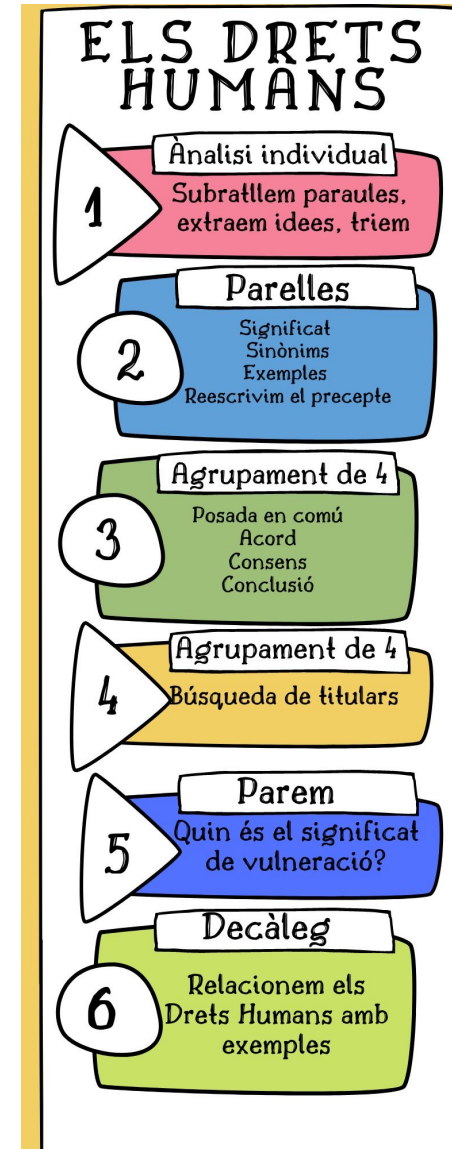 ELS DRETS
HUMANS
Ànalisi individual
1
Subratllem paraules,
extraem idees, triem
Parelles
2
Significat
Sinònims
Exemples
Reescrivim el precepte
Agrupament de 4
3
Posada en comú
Acord
Consens
Conclusió
Agrupament de 4
4
Búsqueda de titulars
Parem
5
Quin és el significat
de vulneració?
Decàleg
6
Relacionem els
Drets Humans amb
exemples